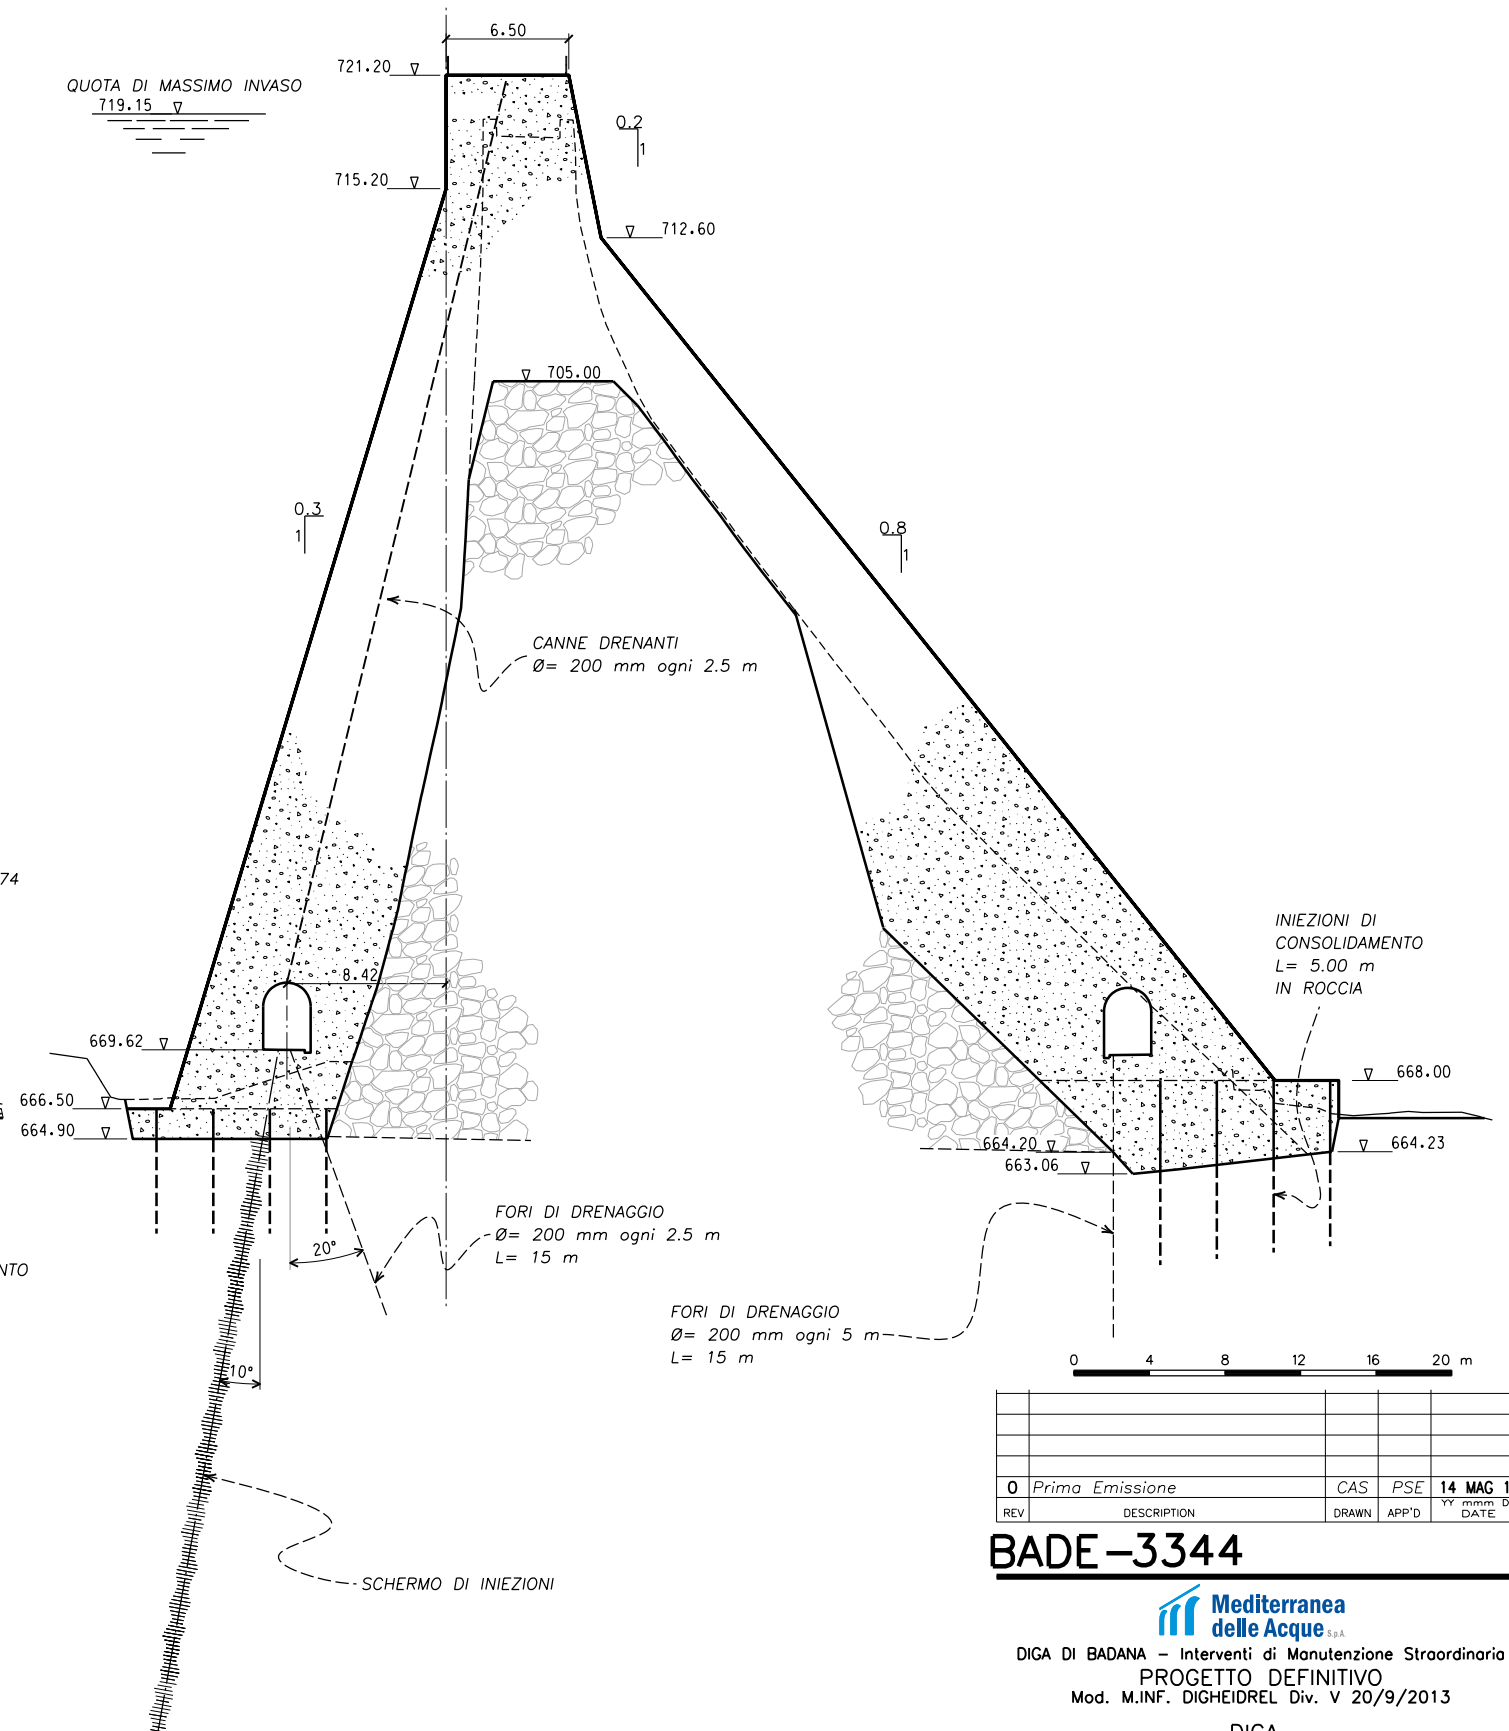 6.50
721.20
QUOTA DI MASSIMO INVASO
719.15
0.2
1
715.20
712.60
705.00
0.3
1
0.8
1
CANNE DRENANTI
Ø= 200 mm ogni 2.5 m
74
INIEZIONI DI
CONSOLIDAMENTO
L= 5.00 m
IN ROCCIA
8.42
669.62
668.00
666.50
664.90
664.20
664.23
663.06
FORI DI DRENAGGIO
Ø= 200 mm ogni 2.5 m
L= 15 m
20°
NTO
FORI DI DRENAGGIO
Ø= 200 mm ogni 5 m
L= 15 m
10°
0 4 8 12 16 20 m
0 Prima Emissione CAS PSE 14 MAG 1
REV DESCRIPTION DRAWN APP'D YY mmm D
DATE
BADE-3344
SCHERMO DI INIEZIONI
Mediterranea
delle Acque S.p.A.
DIGA DI BADANA - Interventi di Manutenzione Straordinaria
PROGETTO DEFINITIVO
Mod. M.INF. DIGHEIDREL Div. V 20/9/2013
DIGA